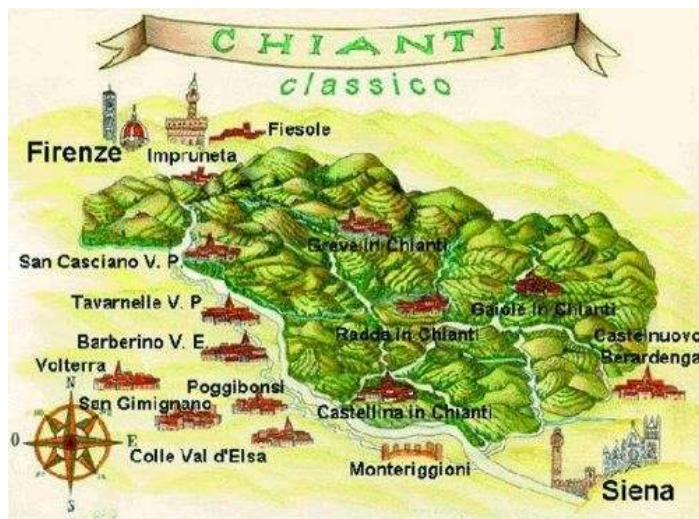 CHIANTI
classico
Fiesole
Firenze
Impruneta
Greve in Chianti
San Casciano V. P.
Tavarnelle V. P.
Gaiole in Chianti
Radda in Chianti
Barberino V. E.
Castelnuovo
Berardenga
Volterra
Poggibonsi
San Gimignano
Castellina in Chianti
Colle Val d'Elsa
Monteriggioni
Siena
N
O
E
S